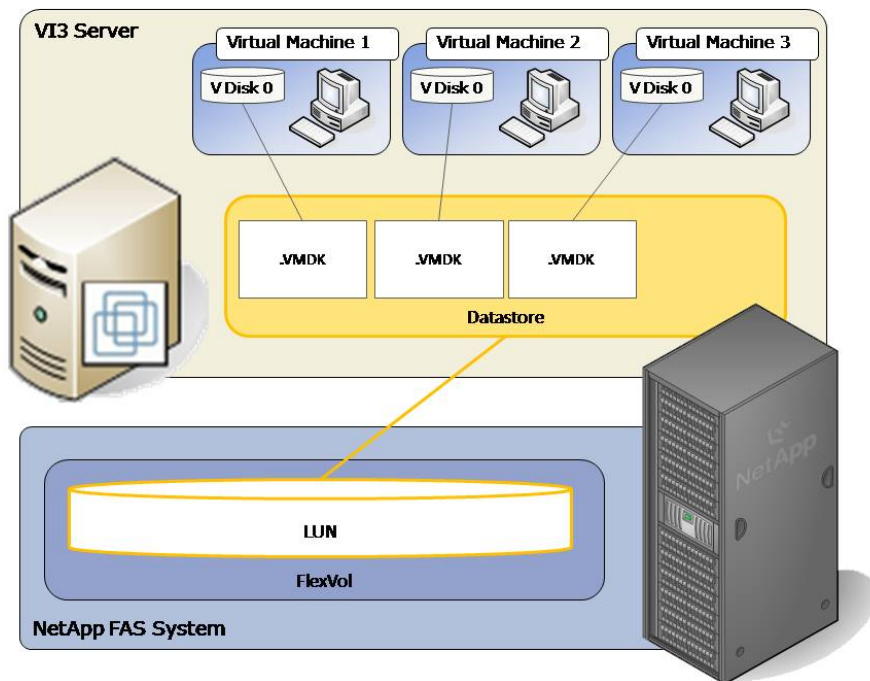 VI3 Server
Virtual Machine 1
Virtual Machine 2
Virtual Machine 3
V Disk 0
V Disk 0
V Disk 0
.VMDK
.VMDK
.VMDK
Datastore
NetApp
LUN
FlexVol
NetApp FAS System